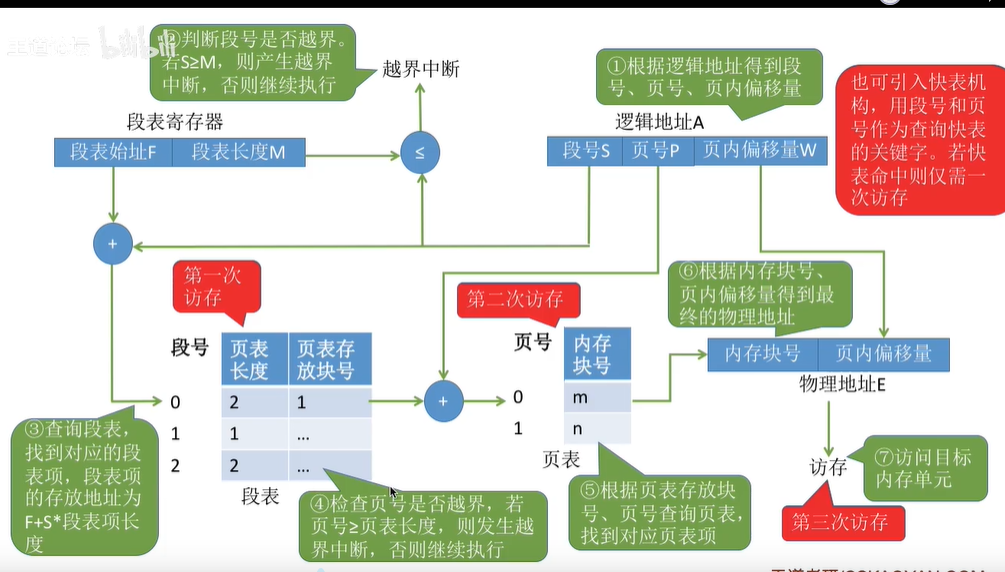 bilibili
②判断段号是否越界。
若S≥M，则产生越界
中断，否则继续执行
越界中断
①根据逻辑地址得到段
号、页号、页内偏移量
也可引入快表机
构，用段号和页
号作为查询快表
的关键字。若快
表命中则仅需一
次访存
段表寄存器
段表始址F
段表长度M
≤
逻辑地址A
段号S
页号P
页内偏移量W
+
第一次
访存
第二次访存
⑥根据内存块号、
页内偏移量得到最
终的物理地址
段号
页表
长度
页表存
放块号
0
2
1
1
1
...
2
2
...
段表
+
页号
内存
块号
0
m
1
n
页表
内存块号
页内偏移量
物理地址E
③查询段表，
找到对应的段
表项，段表项
的存放地址为
F+S*段表项长
度
④检查页号是否越界，若
页号≥页表长度，则发生越
界中断，否则继续执行
⑤根据页表存放块
号、页号查询页表，
找到对应页表项
访存
⑦访问目标
内存单元
第三次访存